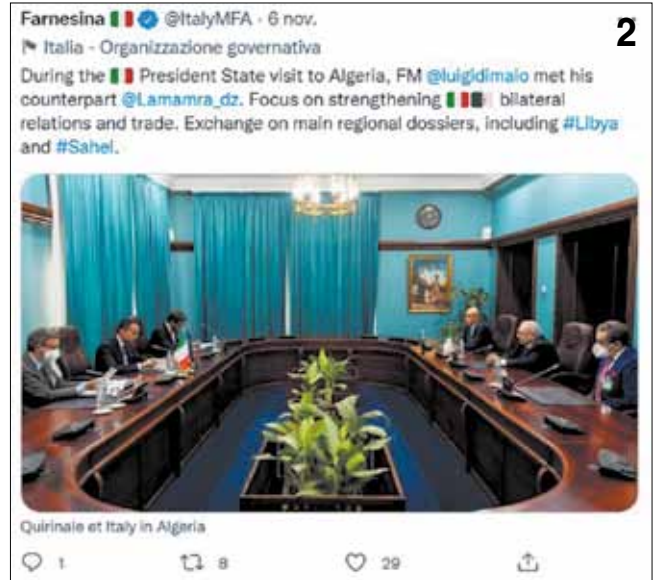 Farnesina 🇮🇹 @ItalyMFA · 6 nov.
2
Italia - Organizzazione governativa
During the 🇮🇹 President State visit to Algeria, FM @luigidimaio met his
counterpart @Lamamra_dz. Focus on strengthening 🇮🇹🇩🇿 bilateral
relations and trade. Exchange on main regional dossiers, including #Libya
and #Sahel.
Quirinale et Italy in Algeria
1 8 29